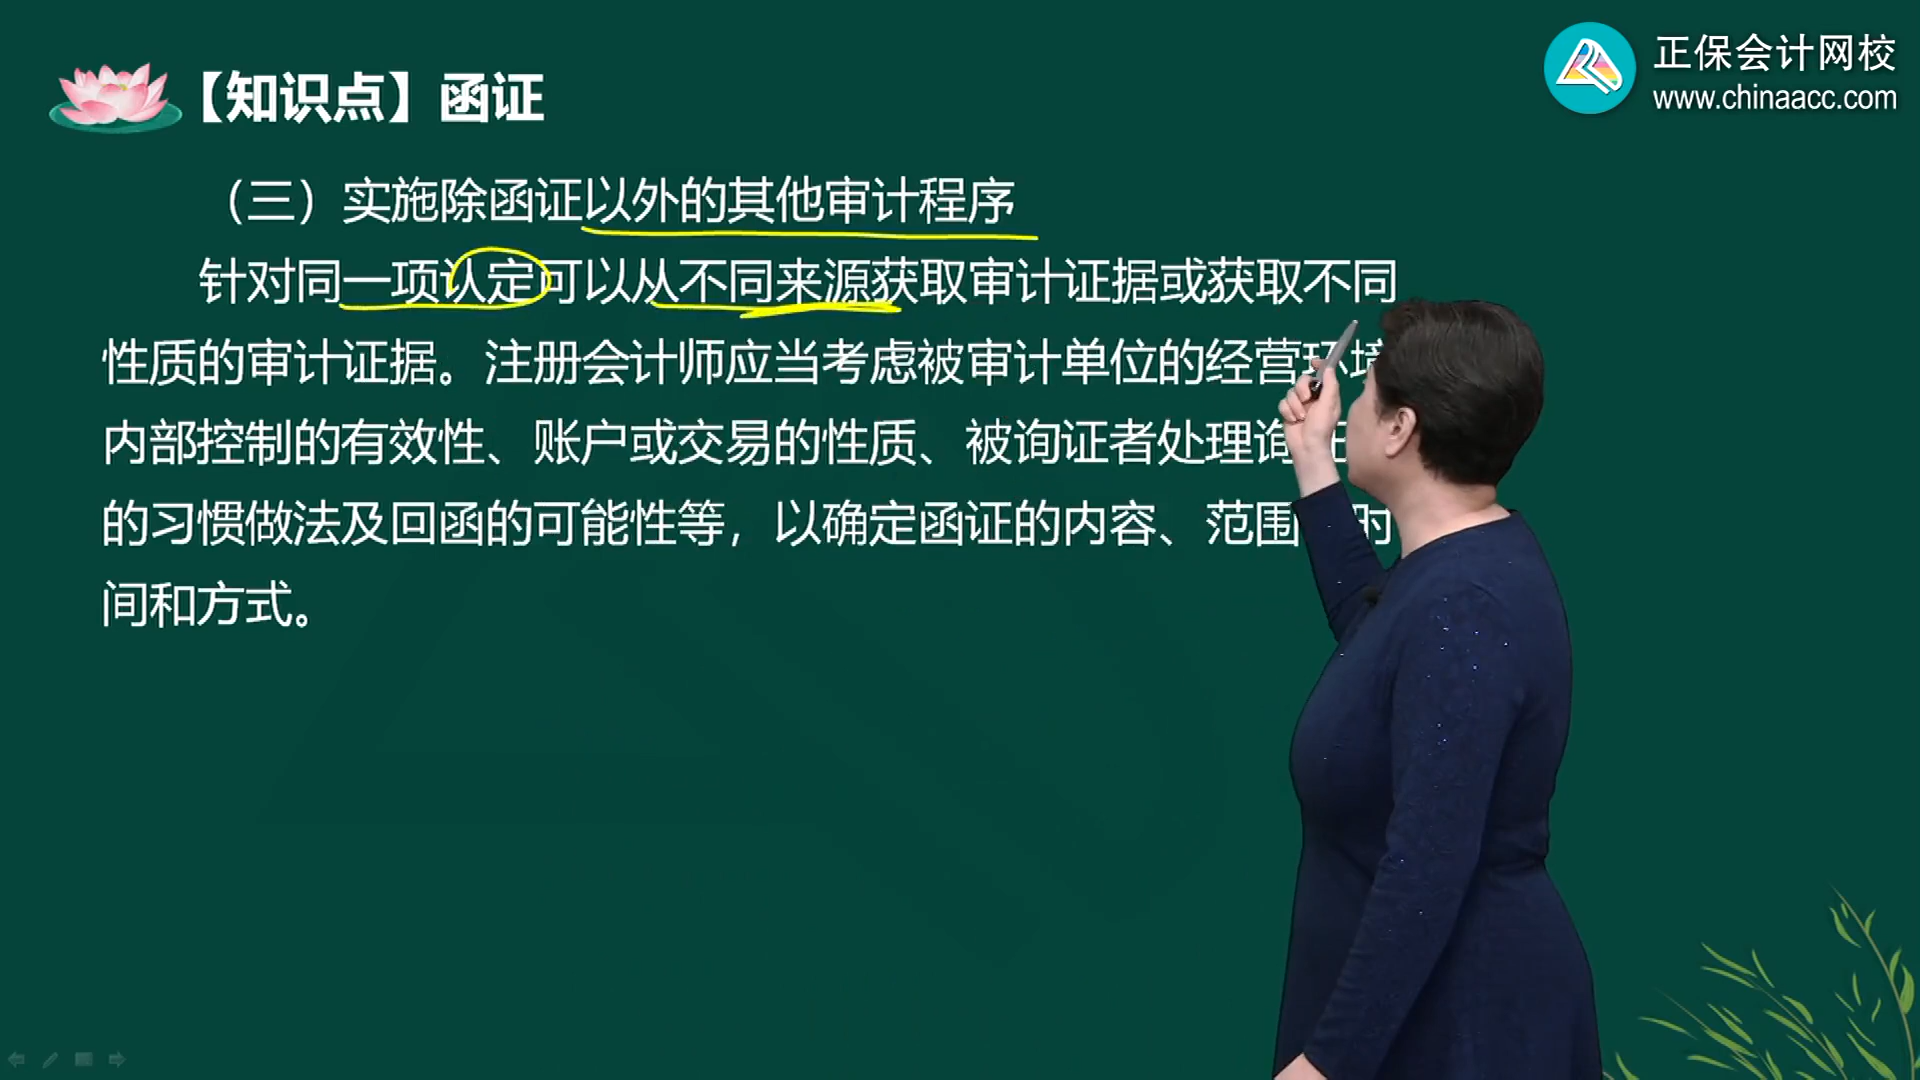 正保会计网校
www.chinaacc.com
【知识点】函证
（三）实施除函证以外的其他审计程序
针对同一项认定可以从不同来源获取审计证据或获取不同
性质的审计证据。注册会计师应当考虑被审计单位的经营环境
内部控制的有效性、账户或交易的性质、被询证者处理询
的习惯做法及回函的可能性等，以确定函证的内容、范围 时
间和方式。